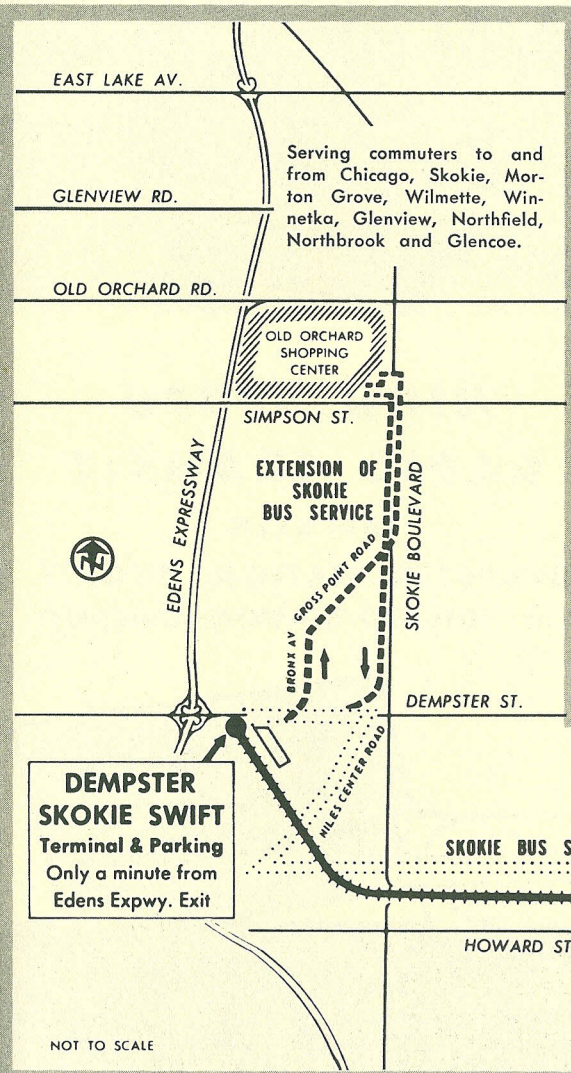 EAST LAKE AV.
Serving commuters to and
from Chicago, Skokie, Mor-
ton Grove, Wilmette, Win-
netka, Glenview, Northfield,
Northbrook and Glencoe.
GLENVIEW RD.
OLD ORCHARD RD.
OLD ORCHARD
SHOPPING
CENTER
SIMPSON ST.
EXTENSION OF
SKOKIE
BUS SERVICE
EDENS EXPRESSWAY
SKOKIE BOULEVARD
GROSS POINT ROAD
BRONX AV
N
DEMPSTER ST.
NILES CENTER ROAD
DEMPSTER
SKOKIE SWIFT
Terminal & Parking
Only a minute from
Edens Expwy. Exit
SKOKIE BUS S
HOWARD ST
NOT TO SCALE